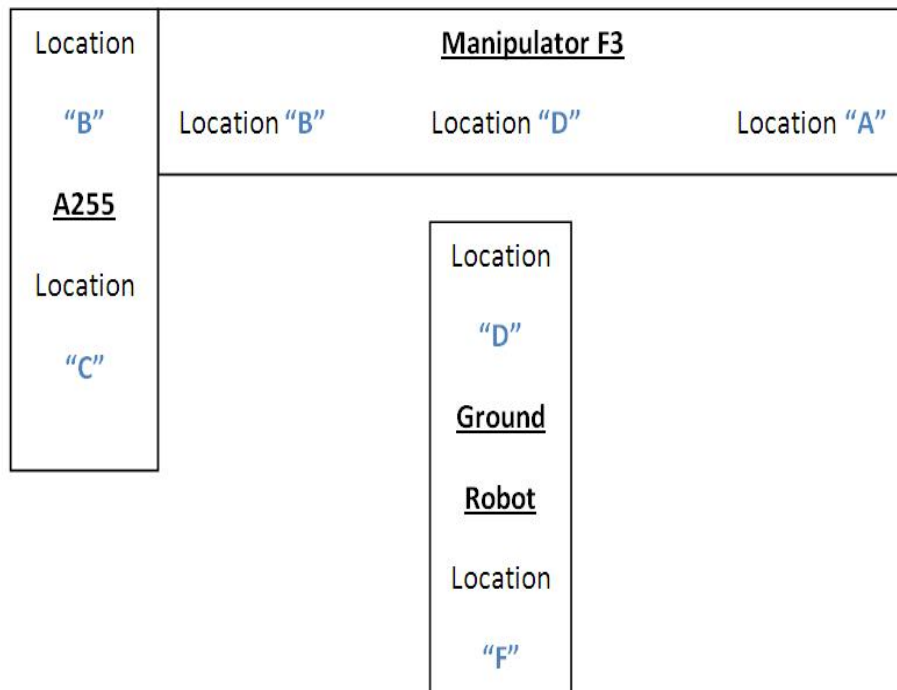 Location
“B”
A255
Location
“C”
Manipulator F3
Location “B” Location “D” Location “A”
Location
“D”
Ground
Robot
Location
“F”